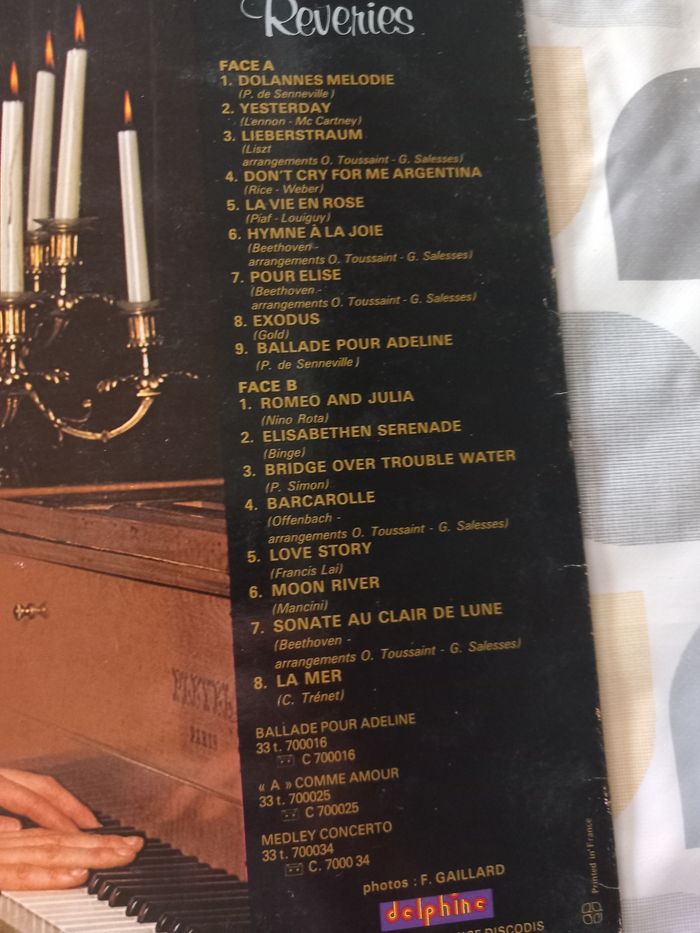 Reveries
FACE A
1. DOLANNES MELODIE
(P. de Senneville)
2. YESTERDAY
(Lennon - Mc Cartney)
3. LIEBERSTRAUM
(Liszt
arrangements O. Toussaint - G. Salesses)
4. DON'T CRY FOR ME ARGENTINA
(Rice - Weber)
5. LA VIE EN ROSE
(Piaf - Louiguy)
6. HYMNE À LA JOIE
(Beethoven -
arrangements O. Toussaint - G. Salesses)
7. POUR ELISE
(Beethoven -
arrangements O. Toussaint - G. Salesses)
8. EXODUS
(Gold)
9. BALLADE POUR ADELINE
(P. de Senneville)
FACE B
1. ROMEO AND JULIA
(Nino Rota)
2. ELISABETHEN SERENADE
(Binge)
3. BRIDGE OVER TROUBLE WATER
(P. Simon)
4. BARCAROLLE
(Offenbach -
arrangements O. Toussaint - G. Salesses)
5. LOVE STORY
(Francis Lai)
6. MOON RIVER
(Mancini)
7. SONATE AU CLAIR DE LUNE
(Beethoven -
arrangements O. Toussaint - G. Salesses)
8. LA MER
(C. Trénet)
BALLADE POUR ADELINE
33 t. 700016
C 700016
« A » COMME AMOUR
33 t. 700025
C 700025
MEDLEY CONCERTO
33 t. 700034
C. 7000 34
photos : F. GAILLARD
delphine
DISCODIS
Printed in France
PARIS